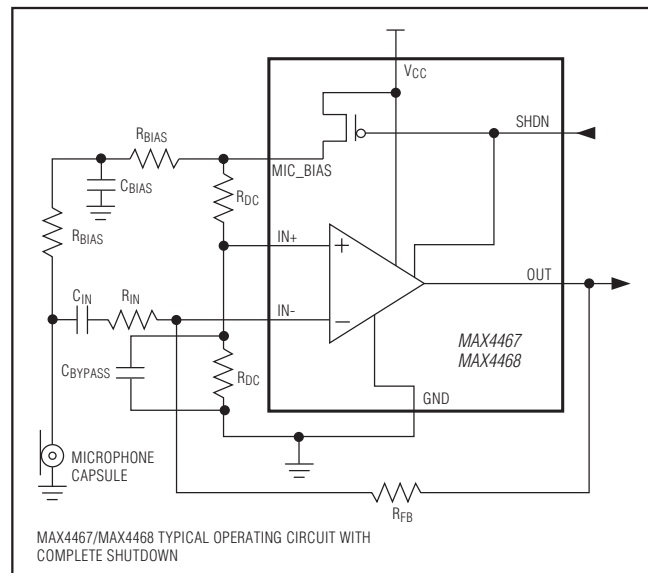 VCC
SHDN
RBIAS
MIC_BIAS
CBIAS
RDC
RBIAS
IN+
+
CIN
RIN
IN-
−
OUT
MAX4467
MAX4468
CBYPASS
RDC
GND
MICROPHONE
CAPSULE
RFB
MAX4467/MAX4468 TYPICAL OPERATING CIRCUIT WITH
COMPLETE SHUTDOWN